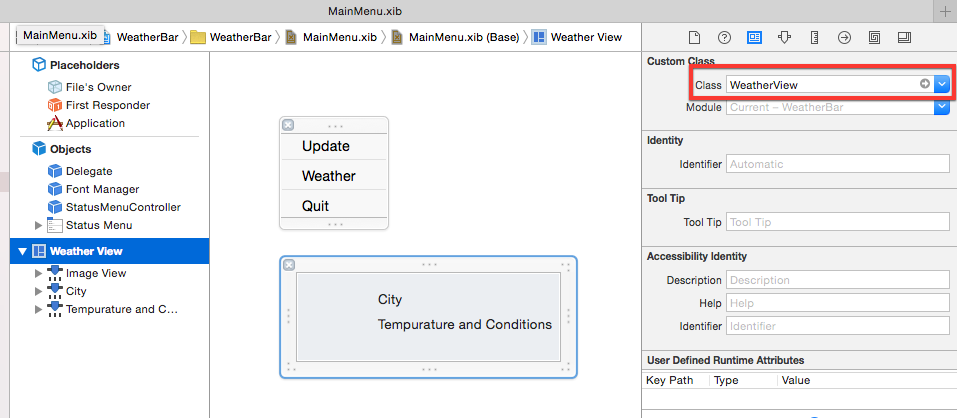 MainMenu.xib
MainMenu.xib
WeatherBar
WeatherBar
MainMenu.xib
MainMenu.xib (Base)
Weather View
Placeholders
File's Owner
First Responder
Application
Objects
Delegate
Font Manager
StatusMenuController
Status Menu
Weather View
Image View
City
Tempurature and C...
Update
Weather
Quit
City
Tempurature and Conditions
Custom Class
Class WeatherView
Module Current – WeatherBar
Identity
Identifier Automatic
Tool Tip
Tool Tip Tool Tip
Accessibility Identity
Description Description
Help Help
Identifier Identifier
User Defined Runtime Attributes
Key Path Type Value